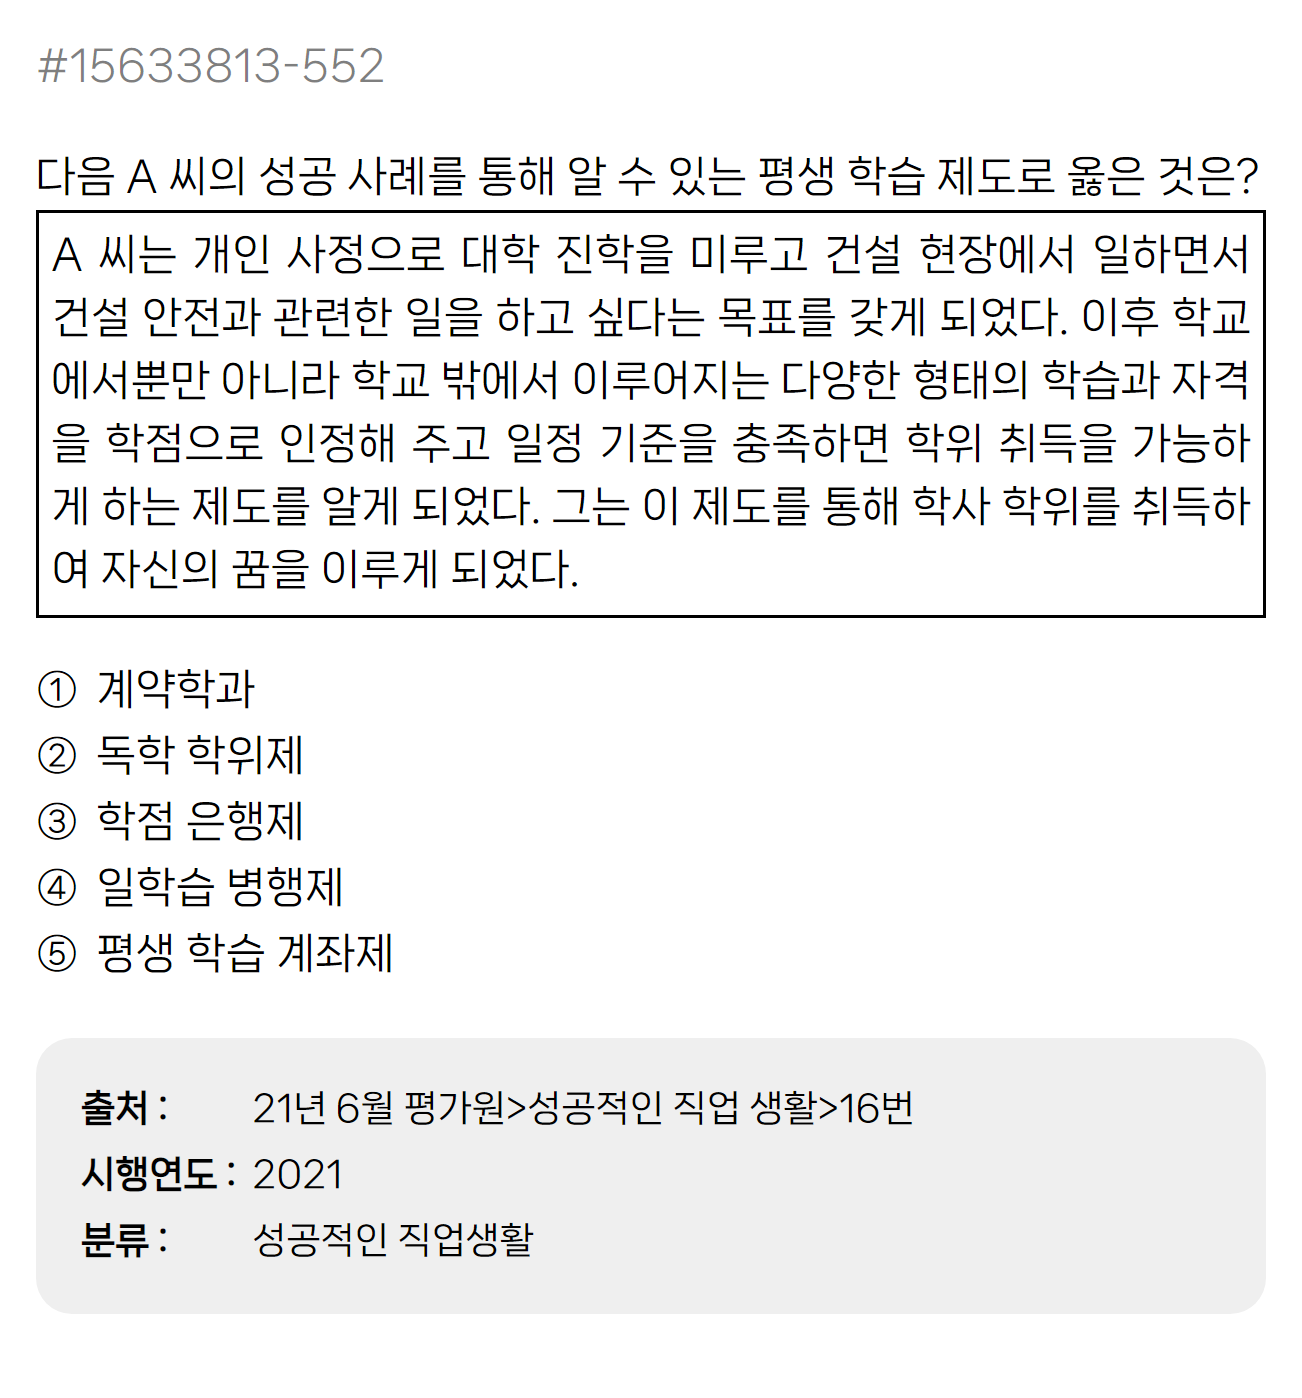 #15633813-552
다음 A 씨의 성공 사례를 통해 알 수 있는 평생 학습 제도로 옳은 것은?
A 씨는 개인 사정으로 대학 진학을 미루고 건설 현장에서 일하면서
건설 안전과 관련한 일을 하고 싶다는 목표를 갖게 되었다. 이후 학교
에서뿐만 아니라 학교 밖에서 이루어지는 다양한 형태의 학습과 자격
을 학점으로 인정해 주고 일정 기준을 충족하면 학위 취득을 가능하
게 하는 제도를 알게 되었다. 그는 이 제도를 통해 학사 학위를 취득하
여 자신의 꿈을 이루게 되었다.
① 계약학과
② 독학 학위제
③ 학점 은행제
④ 일학습 병행제
⑤ 평생 학습 계좌제
출처 : 21년 6월 평가원>성공적인 직업 생활>16번
시행연도 : 2021
분류 : 성공적인 직업생활